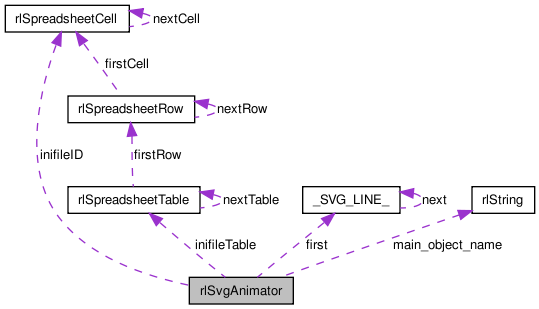 rlSpreadsheetCell
nextCell
firstCell
rlSpreadsheetRow
nextRow
inifileID
firstRow
rlSpreadsheetTable
nextTable
_SVG_LINE_
next
rlString
inifileTable
first
main_object_name
rlSvgAnimator